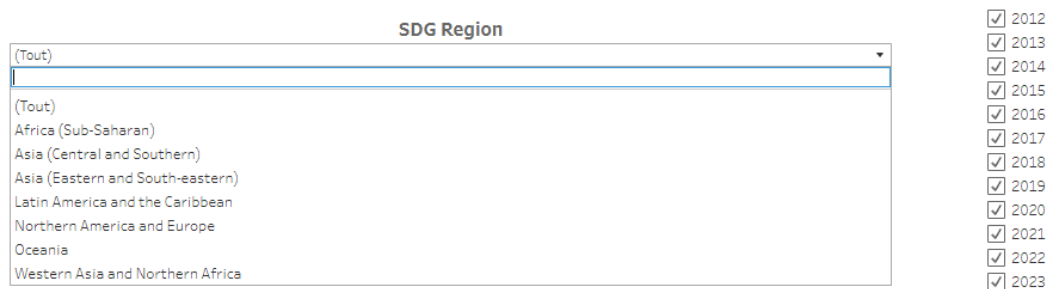 SDG Region
(Tout)
(Tout)
Africa (Sub-Saharan)
Asia (Central and Southern)
Asia (Eastern and South-eastern)
Latin America and the Caribbean
Northern America and Europe
Oceania
Western Asia and Northern Africa
2012
2013
2014
2015
2016
2017
2018
2019
2020
2021
2022
2023